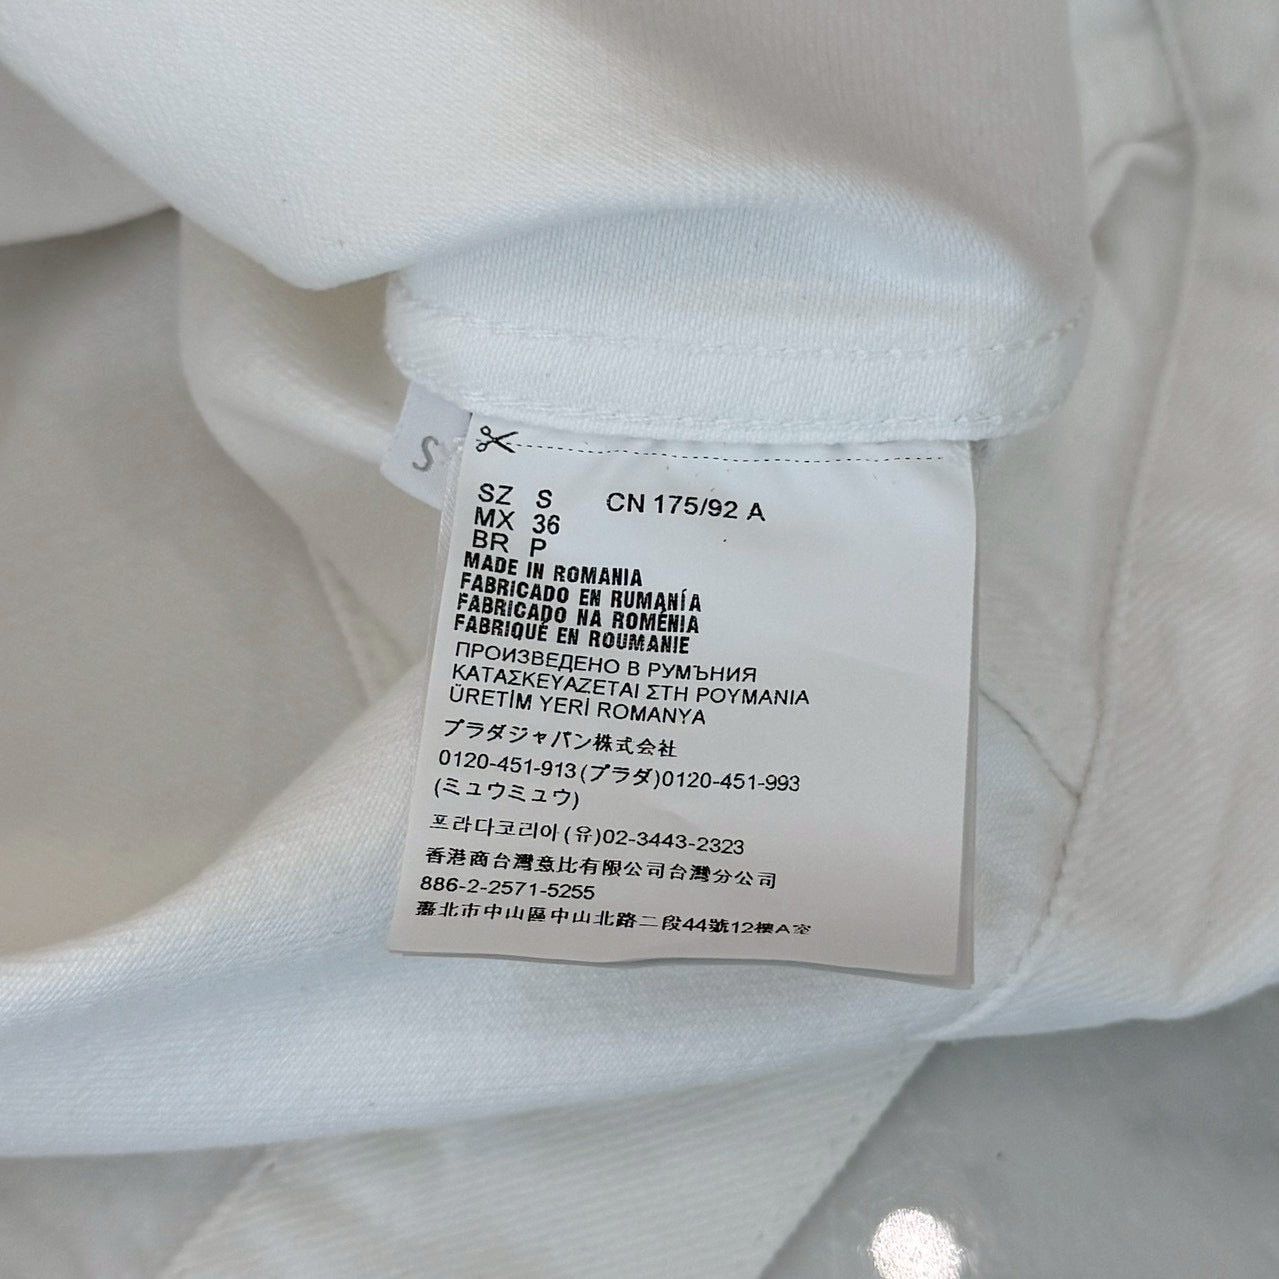 S
SZ S CN 175/92 A
MX 36
BR P
MADE IN ROMANIA
FABRICADO EN RUMANÍA
FABRICADO NA ROMÉNIA
FABRIQUÉ EN ROUMANIE
ПРОИЗВЕДЕНО В РУМЪНИЯ
ΚΑΤΑΣΚΕΥΑΖΕΤΑΙ ΣΤΗ ΡΟΥΜΑΝΙΑ
ÜRETİM YERİ ROMANYA
プラダジャパン株式会社
0120-451-913(プラダ)0120-451-993
(ミュウミュウ)
프라다코리아(유)02-3443-2323
香港商台灣意比有限公司台灣分公司
886-2-2571-5255
臺北市中山區中山北路二段44號12樓A室